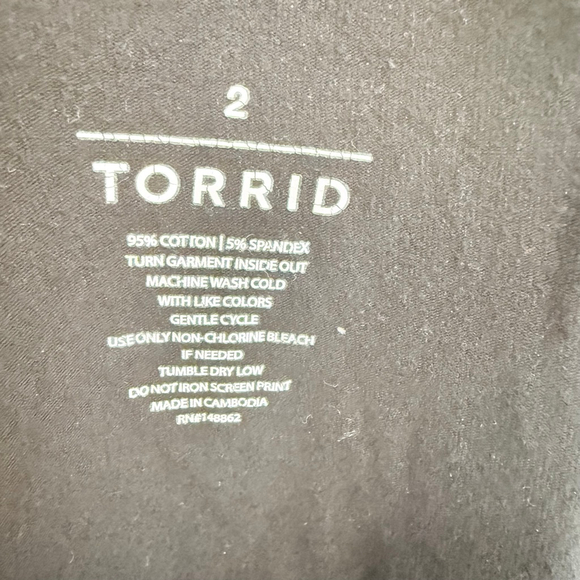 2
TORRID
95% COTTON | 5% SPANDEX
TURN GARMENT INSIDE OUT
MACHINE WASH COLD
WITH LIKE COLORS
GENTLE CYCLE
USE ONLY NON-CHLORINE BLEACH
IF NEEDED
TUMBLE DRY LOW
DO NOT IRON SCREEN PRINT
MADE IN CAMBODIA
RN#148862